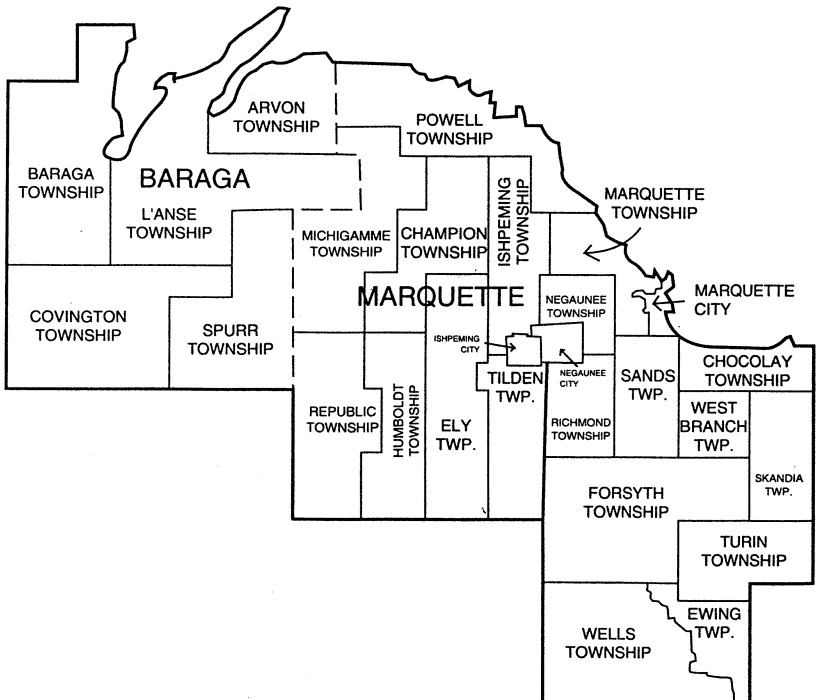 ARVON
TOWNSHIP
POWELL
TOWNSHIP
BARAGA
TOWNSHIP
BARAGA
L'ANSE
TOWNSHIP
MICHIGAMME
TOWNSHIP
CHAMPION
TOWNSHIP
ISHPEMING
TOWNSHIP
MARQUETTE
TOWNSHIP
MARQUETTE
CITY
MARQUETTE
COVINGTON
TOWNSHIP
SPURR
TOWNSHIP
NEGAUNEE
TOWNSHIP
ISHPEMING
CITY
NEGAUNEE
CITY
REPUBLIC
TOWNSHIP
HUMBOLDT
TOWNSHIP
ELY
TWP.
TILDEN
TWP.
RICHMOND
TOWNSHIP
SANDS
TWP.
CHOCOLAY
TOWNSHIP
WEST
BRANCH
TWP.
SKANDIA
TWP.
FORSYTH
TOWNSHIP
TURIN
TOWNSHIP
EWING
TWP.
WELLS
TOWNSHIP